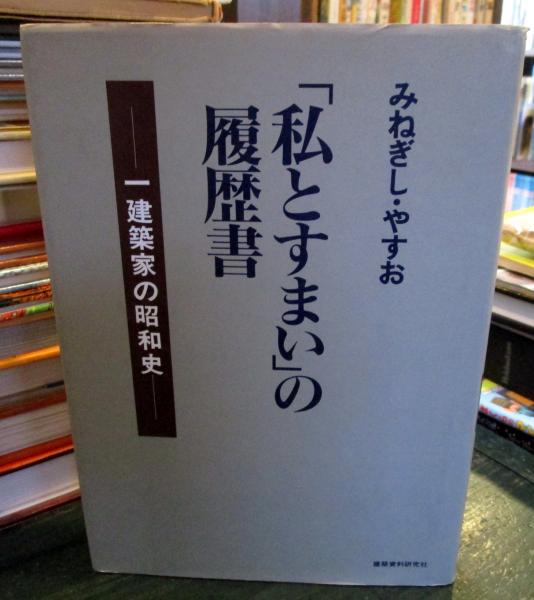 みねぎし・やすお
「私とすまい」の
履歴書
―一建築家の昭和史―
建築資料研究社